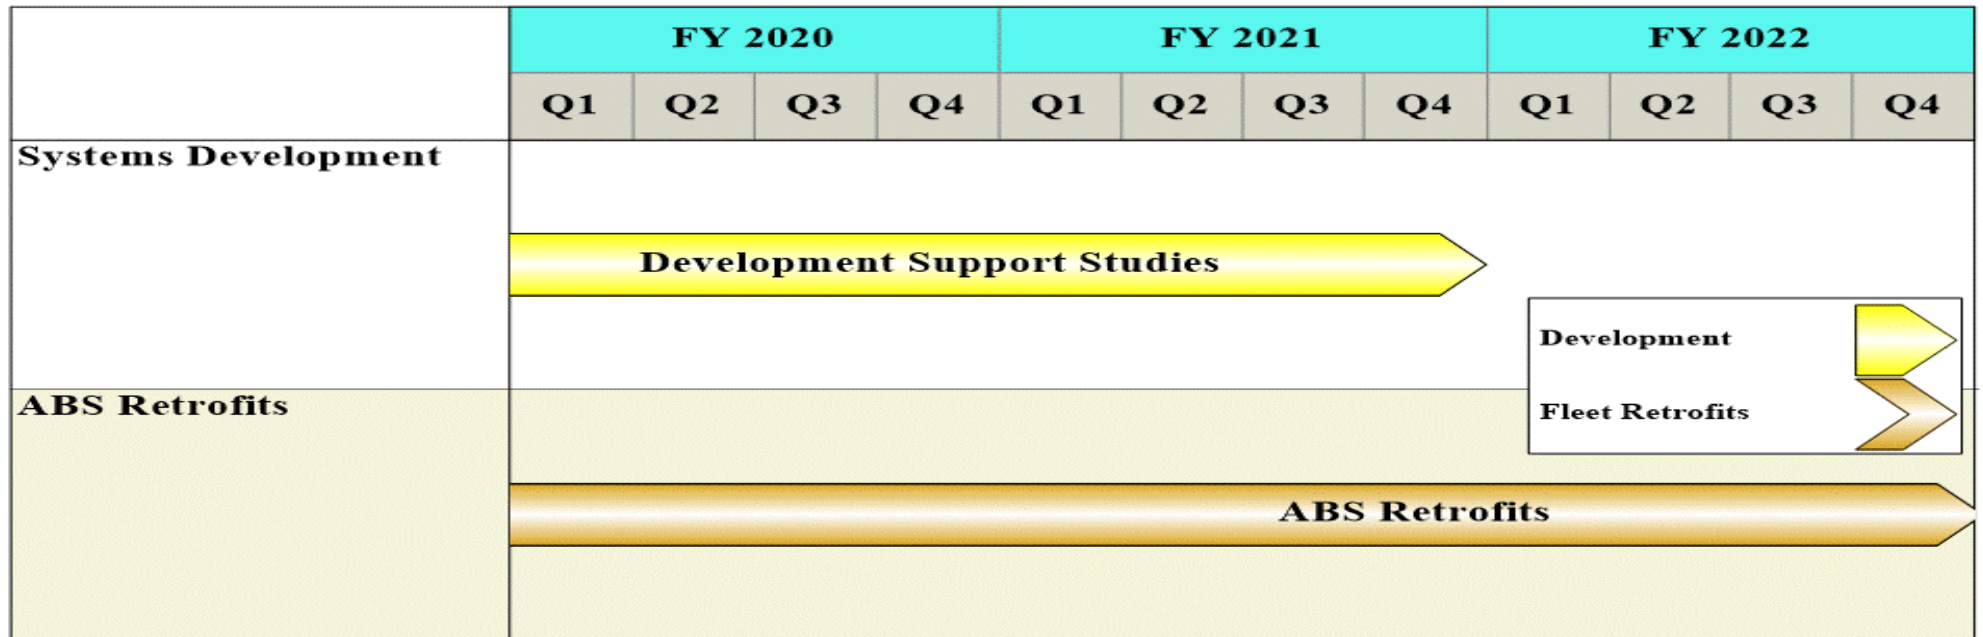 FY 2020 FY 2021 FY 2022
Q1 Q2 Q3 Q4 Q1 Q2 Q3 Q4 Q1 Q2 Q3 Q4
Systems Development
Development Support Studies
Development
Fleet Retrofits
ABS Retrofits
ABS Retrofits